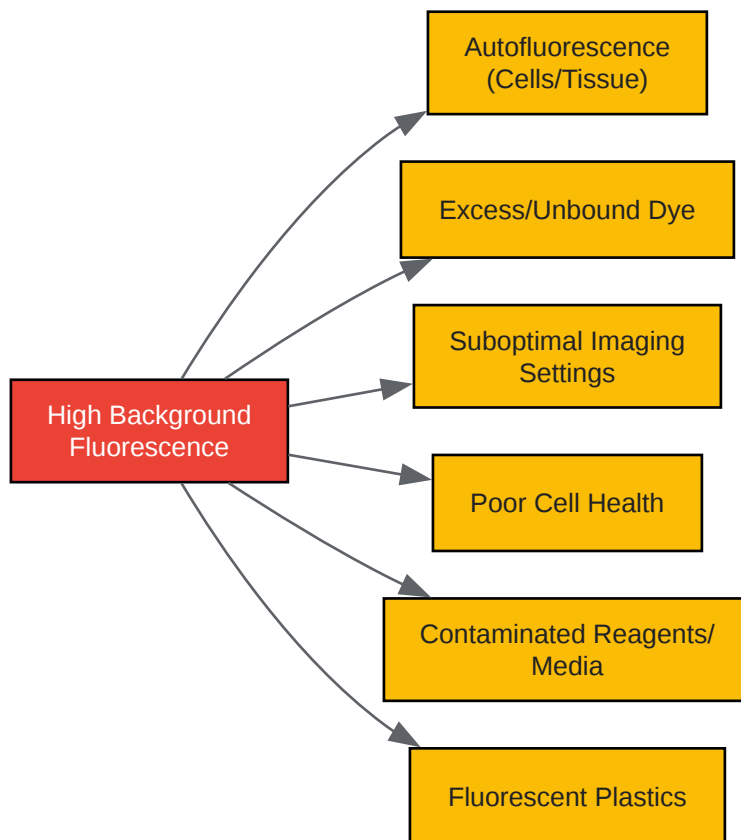 Autofluorescence
(Cells/Tissue)
Excess/Unbound Dye
Suboptimal Imaging
Settings
High Background
Fluorescence
Poor Cell Health
Contaminated Reagents/
Media
Fluorescent Plastics